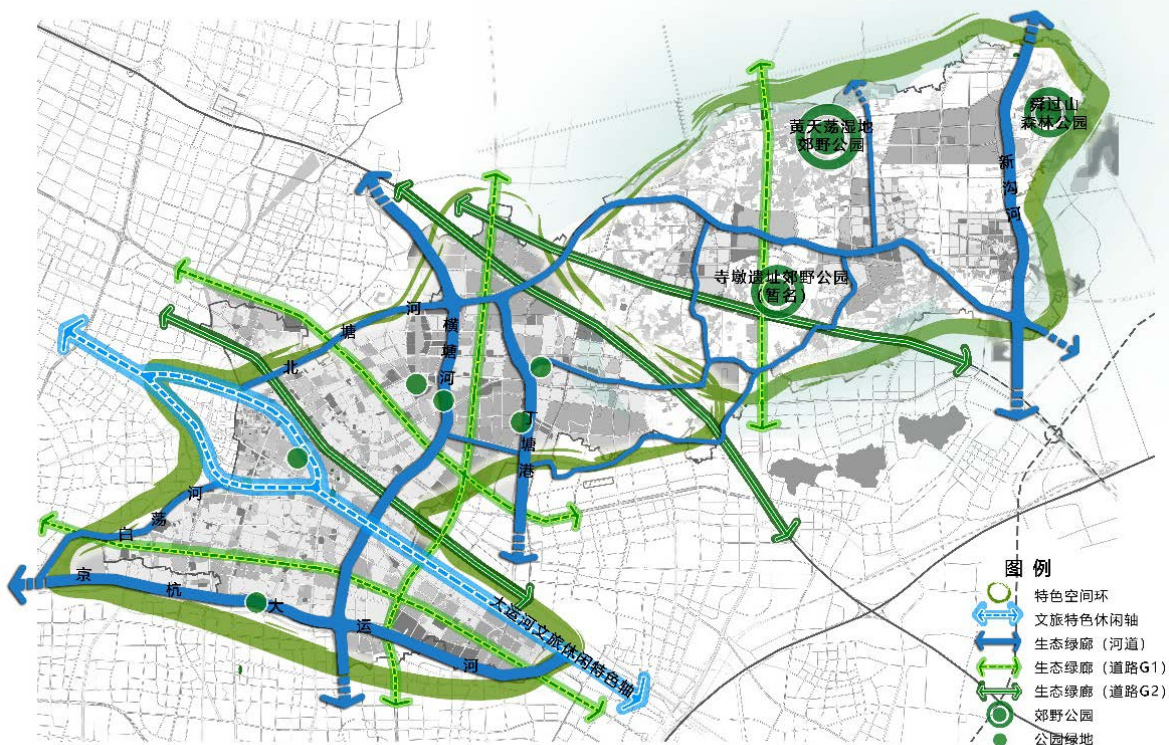 黄天荡湿地
郊野公园
舜过山
森林公园
新沟河
寺墩遗址郊野公园
（暂名）
北塘河
横塘河
丁塘港
白荡河
京杭大运河
大运河文旅休闲特色轴
图 例
特色空间环
文旅特色休闲轴
生态绿廊（河道）
生态绿廊（道路G1）
生态绿廊（道路G2）
郊野公园
公园绿地